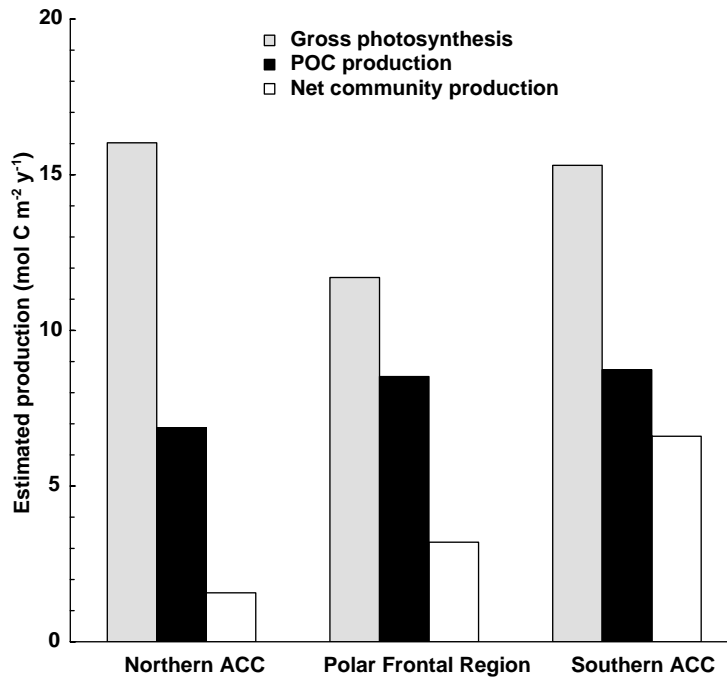 20
Gross photosynthesis
POC production
Net community production
15
10
5
0
Estimated production (mol C m⁻² y⁻¹)
Northern ACC
Polar Frontal Region
Southern ACC